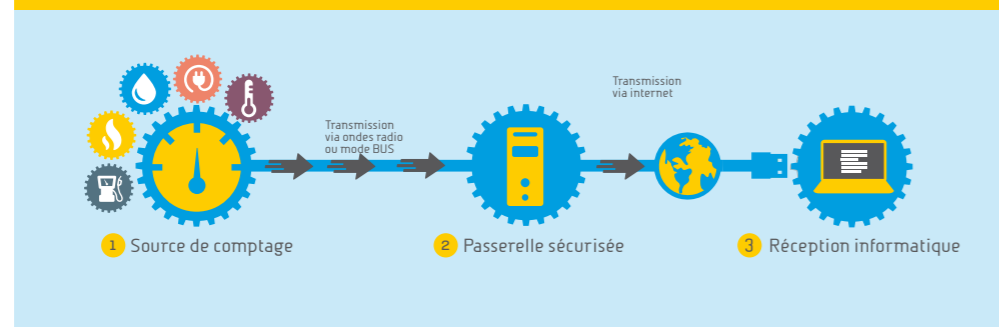 Transmission
via ondes radio
ou mode BUS
Transmission
via internet
1 Source de comptage
2 Passerelle sécurisée
3 Réception informatique